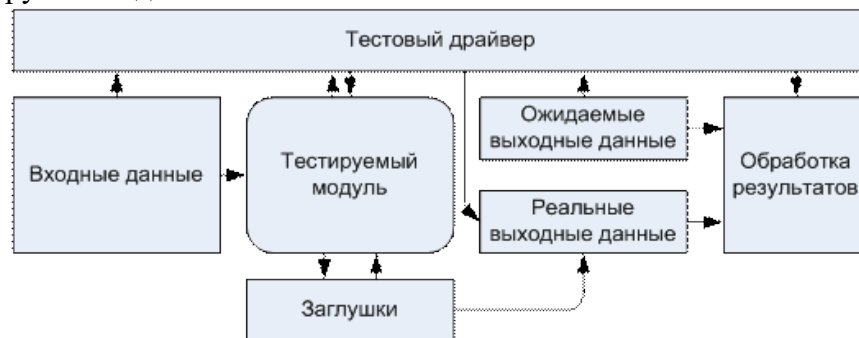 Тестовый драйвер
Входные данные
Тестируемый
модуль
Ожидаемые
выходные данные
Реальные
выходные данные
Обработка
результатов
Заглушки